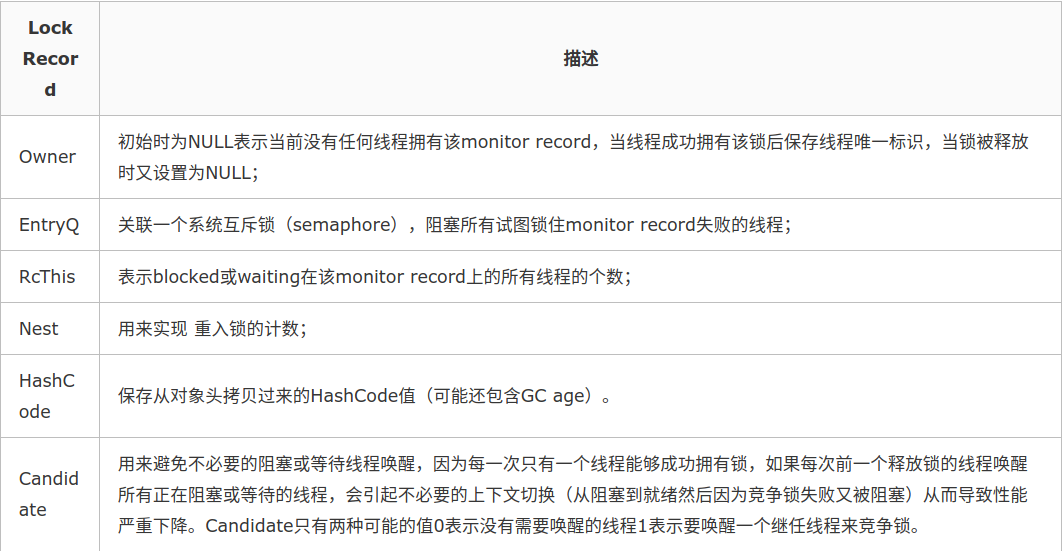 Lock
Recor
d
描述
Owner
初始时为NULL表示当前没有任何线程拥有该monitor record，当线程成功拥有该锁后保存线程唯一标识，当锁被释放
时又设置为NULL；
EntryQ
关联一个系统互斥锁（semaphore），阻塞所有试图锁住monitor record失败的线程；
RcThis
表示blocked或waiting在该monitor record上的所有线程的个数；
Nest
用来实现 重入锁的计数；
HashC
ode
保存从对象头拷贝过来的HashCode值（可能还包含GC age）。
Candid
ate
用来避免不必要的阻塞或等待线程唤醒，因为每一次只有一个线程能够成功拥有锁，如果每次前一个释放锁的线程唤醒
所有正在阻塞或等待的线程，会引起不必要的上下文切换（从阻塞到就绪然后因为竞争锁失败又被阻塞）从而导致性能
严重下降。Candidate只有两种可能的值0表示没有需要唤醒的线程1表示要唤醒一个继任线程来竞争锁。